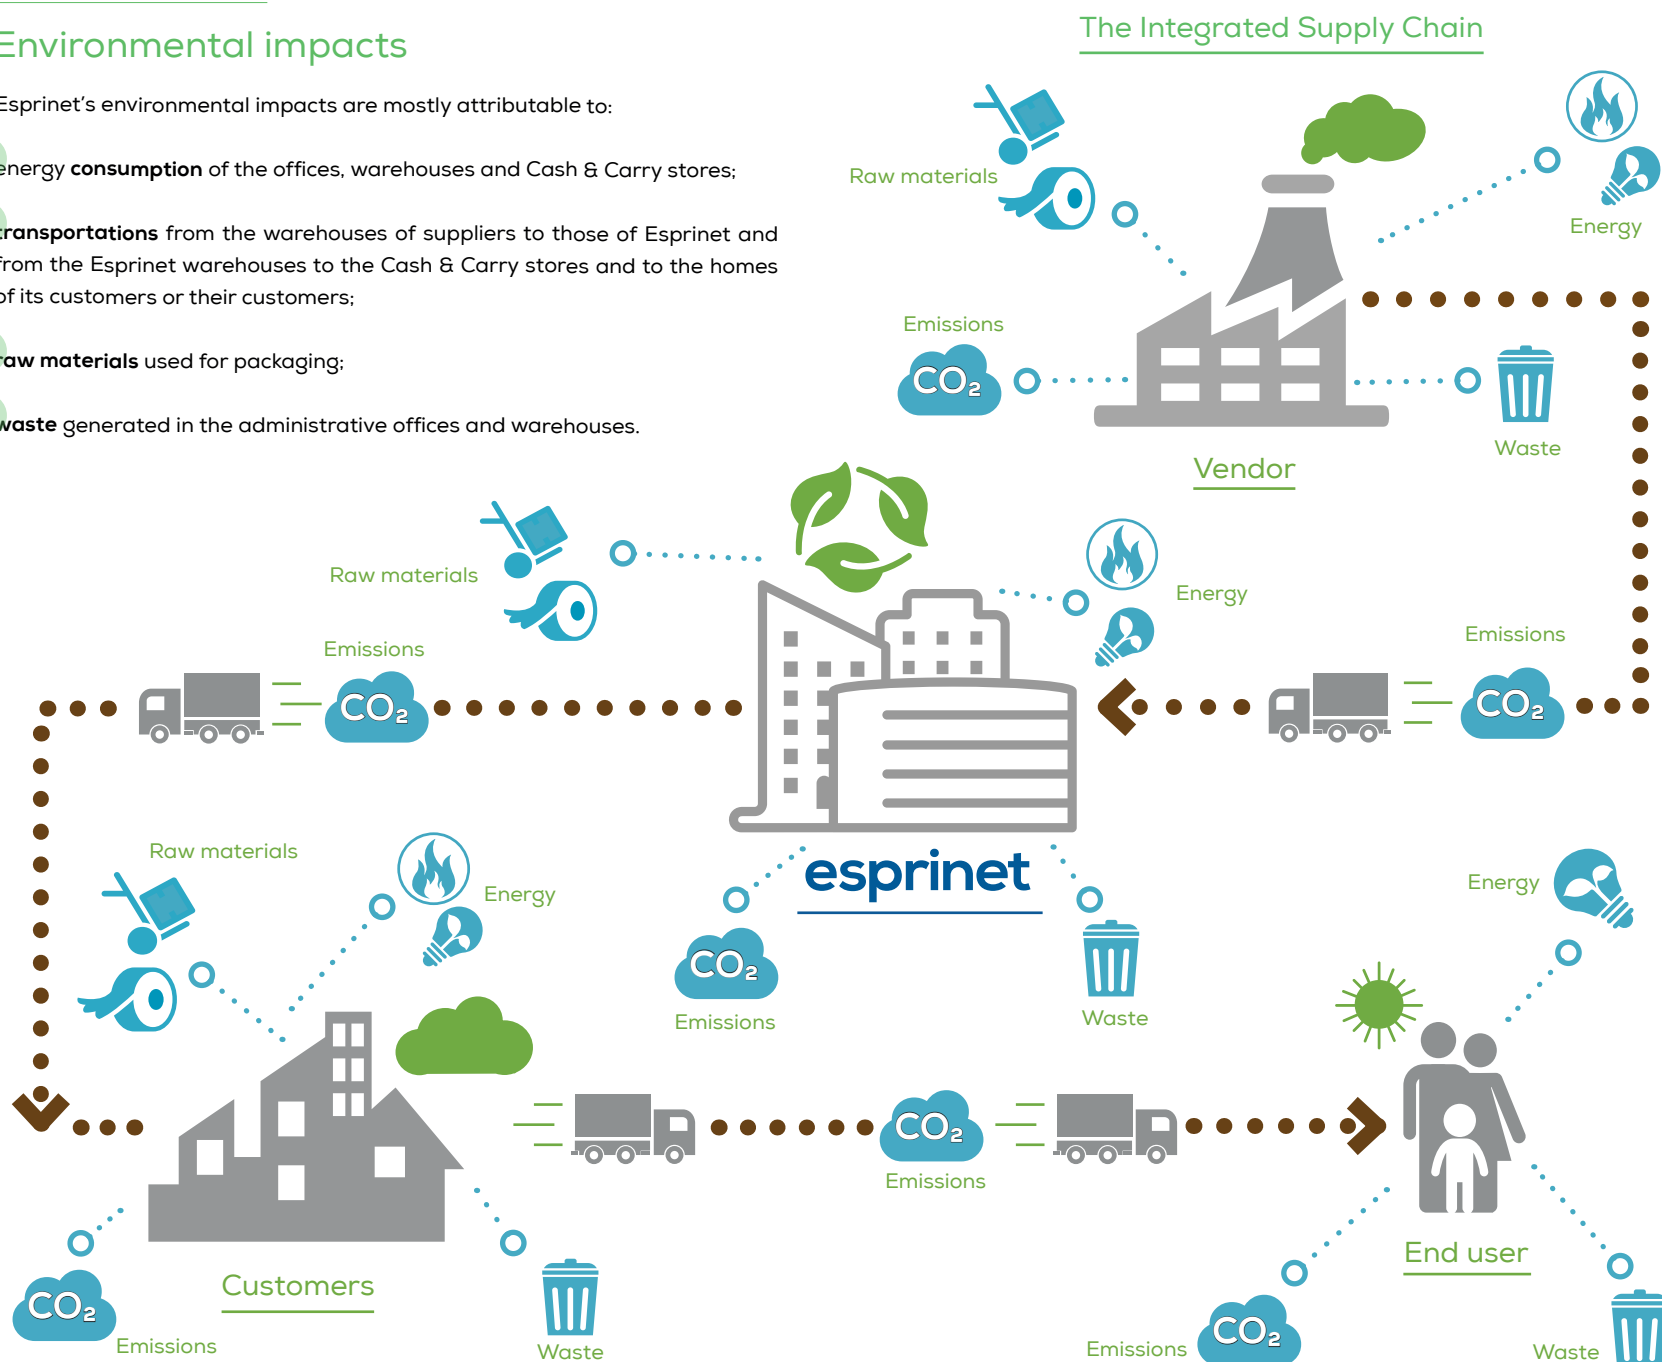 Environmental impacts
Esprinet's environmental impacts are mostly attributable to:
energy consumption of the offices, warehouses and Cash & Carry stores;
transportations from the warehouses of suppliers to those of Esprinet and
from the Esprinet warehouses to the Cash & Carry stores and to the homes
of its customers or their customers;
raw materials used for packaging;
waste generated in the administrative offices and warehouses.
The Integrated Supply Chain
Raw materials
Energy
Emissions
CO₂
Waste
Vendor
Raw materials
Energy
Emissions
CO₂
Emissions
CO₂
esprinet
CO₂
Emissions
Waste
Raw materials
Energy
Energy
CO₂
Emissions
Customers
CO₂
Emissions
Waste
End user
CO₂
Emissions
Waste